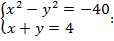 {x² − y² = −40
x + y = 4 :